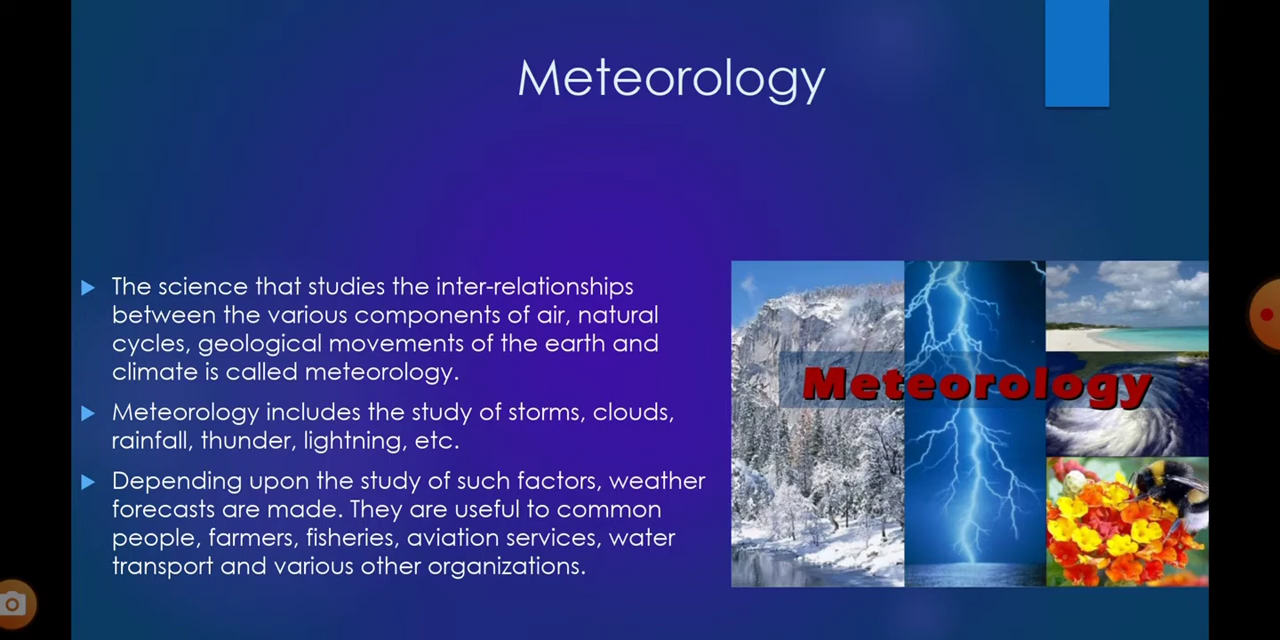 Meteorology
The science that studies the inter-relationships
between the various components of air, natural
cycles, geological movements of the earth and
climate is called meteorology.
Meteorology includes the study of storms, clouds,
rainfall, thunder, lightning, etc.
Depending upon the study of such factors, weather
forecasts are made. They are useful to common
people, farmers, fisheries, aviation services, water
transport and various other organizations.
Meteorology